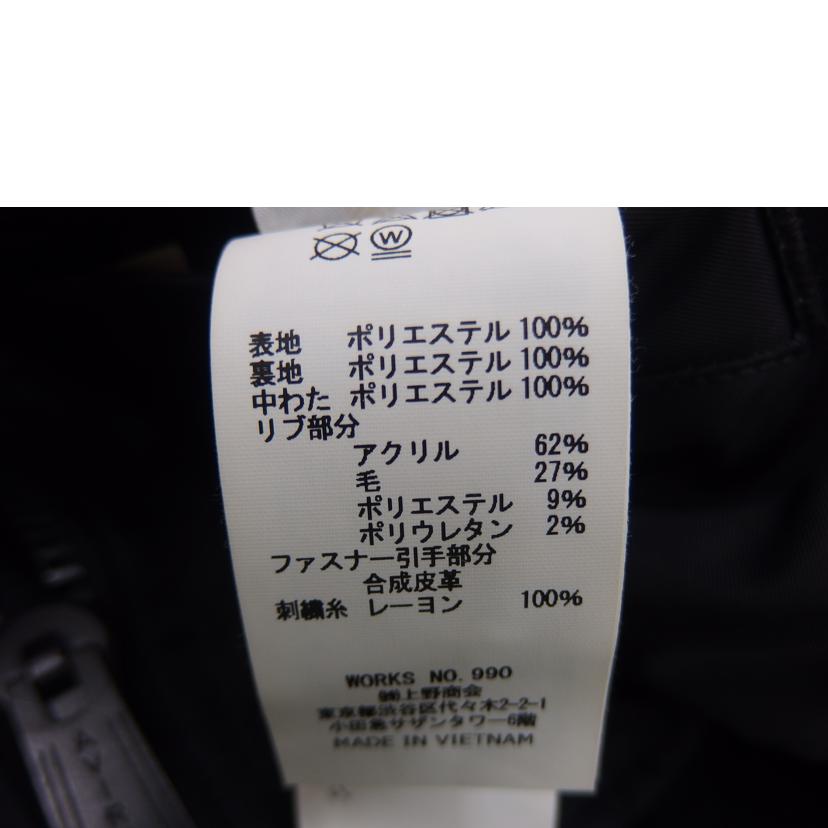 W
表地 ポリエステル 100%
裏地 ポリエステル 100%
中わた ポリエステル 100%
リブ部分
アクリル 62%
毛 27%
ポリエステル 9%
ポリウレタン 2%
ファスナー引手部分
合成皮革
刺繍糸 レーヨン 100%
WORKS NO. 990
㈱上野商会
東京都渋谷区代々木2-2-1
小田急サザンタワー6階
MADE IN VIETNAM